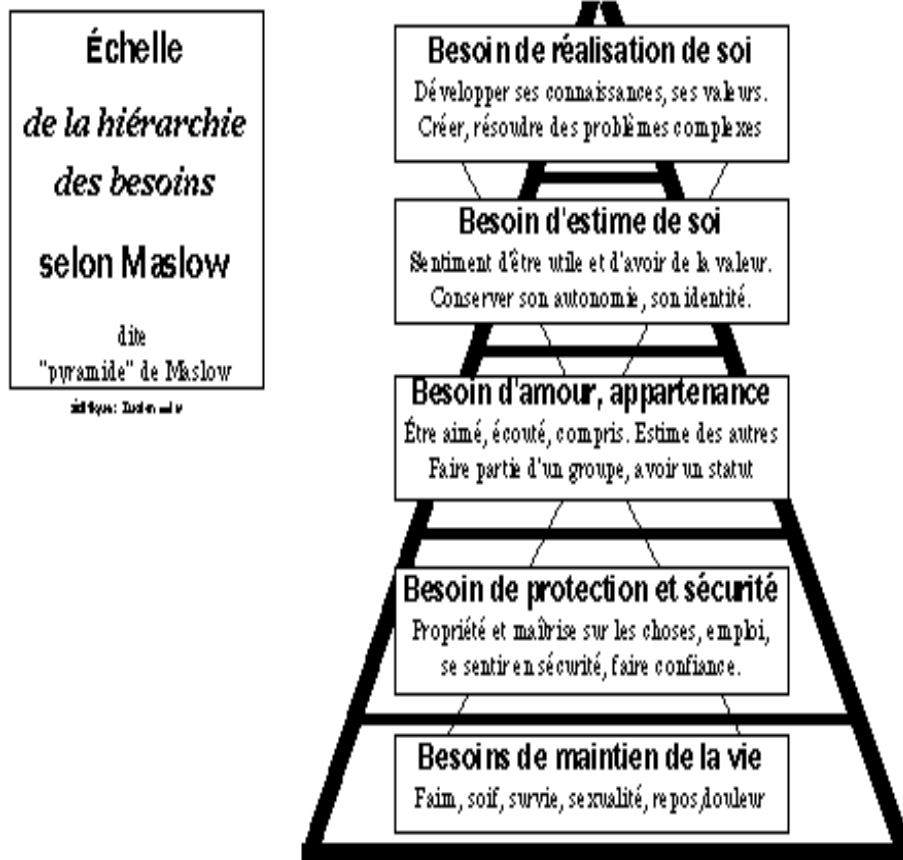 Échelle
de la hiérarchie
des besoins
selon Maslow
dite
"pyramide" de Maslow
Besoin de réalisation de soi
Développer ses connaissances, ses valeurs.
Créer, résoudre des problèmes complexes
Besoin d'estime de soi
Sentiment d'être utile et d'avoir de la valeur.
Conserver son autonomie, son identité.
Besoin d'amour, appartenance
Être aimé, écouté, compris. Estime des autres
Faire partie d'un groupe, avoir un statut
Besoin de protection et sécurité
Propriété et maîtrise sur les choses, emploi,
se sentir en sécurité, faire confiance.
Besoins de maintien de la vie
Faim, soif, survie, sexualité, repos,douleur